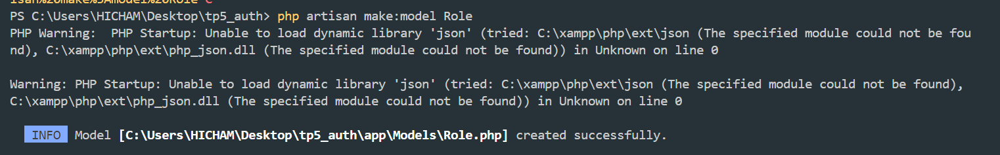 PS C:\Users\HICHAM\Desktop\tp5_auth> php artisan make:model Role
PHP Warning:  PHP Startup: Unable to load dynamic library 'json' (tried: C:\xampp\php\ext\json (The specified module could not be fou
nd), C:\xampp\php\ext\php_json.dll (The specified module could not be found)) in Unknown on line 0
Warning: PHP Startup: Unable to load dynamic library 'json' (tried: C:\xampp\php\ext\json (The specified module could not be found),
C:\xampp\php\ext\php_json.dll (The specified module could not be found)) in Unknown on line 0
INFO Model [C:\Users\HICHAM\Desktop\tp5_auth\app\Models\Role.php] created successfully.